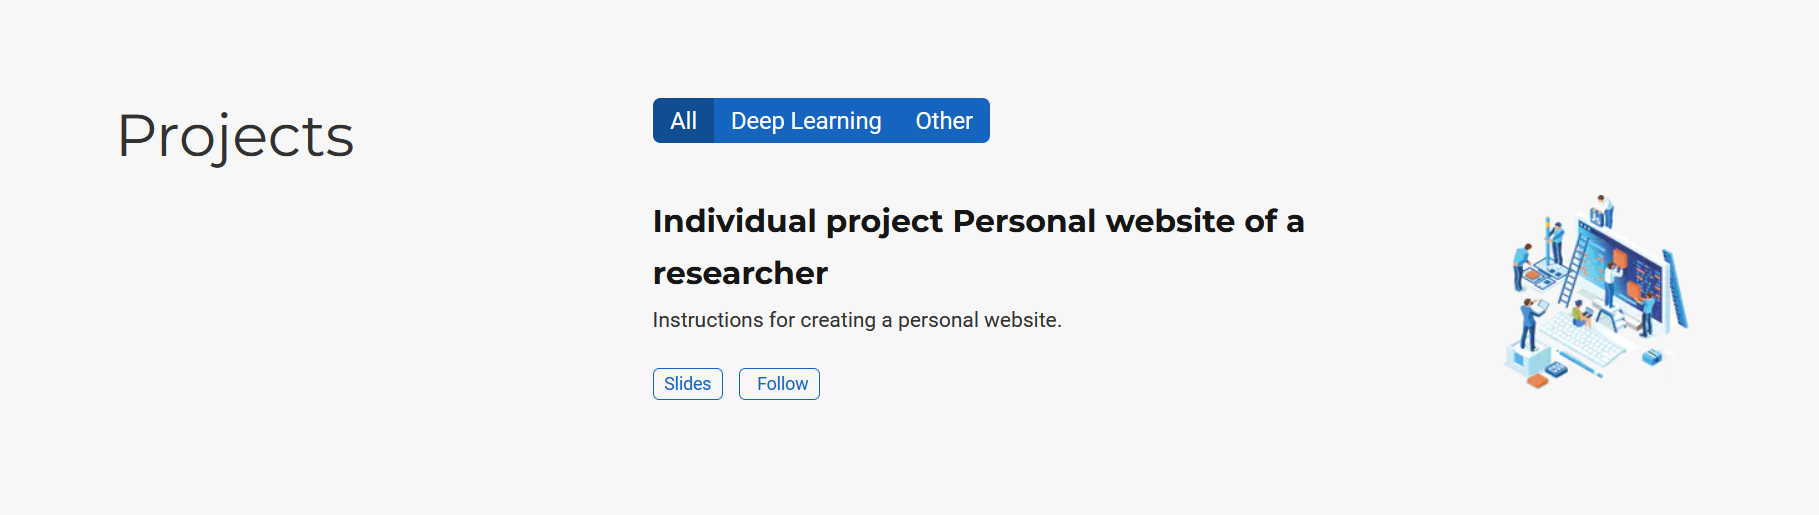 Projects
All Deep Learning Other
Individual project Personal website of a
researcher
Instructions for creating a personal website.
Slides Follow